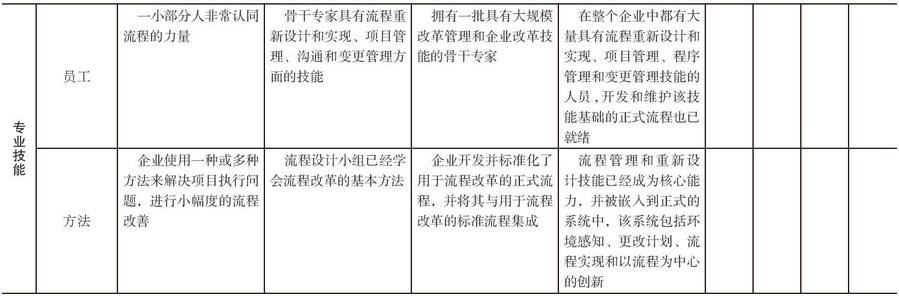 专业技能
员工
一小部分人非常认同
流程的力量
骨干专家具有流程重
新设计和实现、项目管
理、沟通和变更管理方
面的技能
拥有一批具有大规模
改革管理和企业改革技
能的骨干专家
在整个企业中都有大
量具有流程重新设计和
实现、项目管理、程序
管理和变更管理技能的
人员,开发和维护该技
能基础的正式流程也已
就绪
方法
企业使用一种或多种
方法来解决项目执行问
题，进行小幅度的流程
改善
流程设计小组已经学
会流程改革的基本方法
企业开发并标准化了
用于流程改革的正式流
程，并将其与用于流程
改革的标准流程集成
流程管理和重新设
计技能已经成为核心能
力，并被嵌入到正式的
系统中，该系统包括环
境感知、更改计划、流
程实现和以流程为中心
的创新